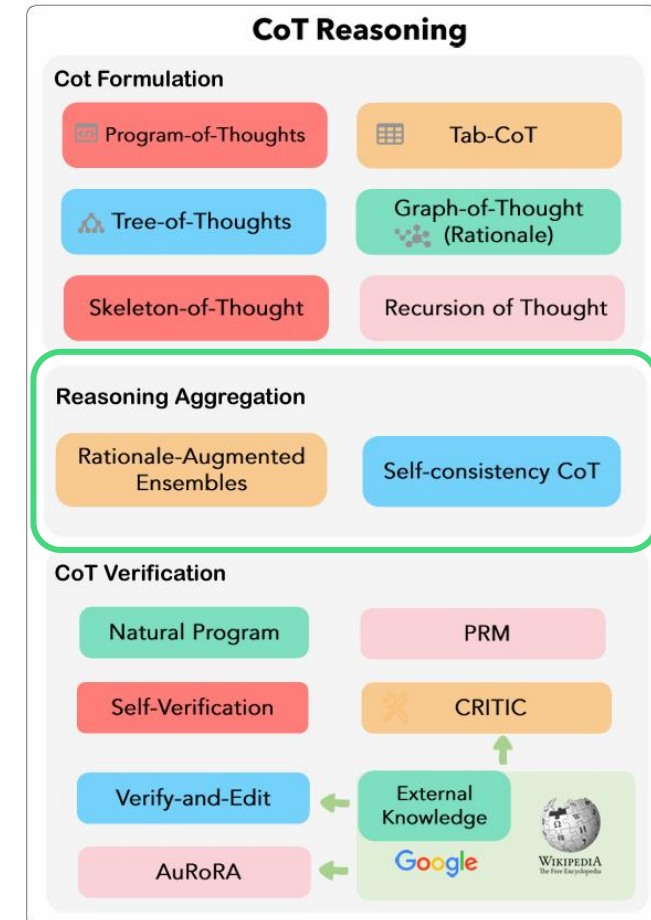 CoT Reasoning
Cot Formulation
Program-of-Thoughts
Tab-CoT
Tree-of-Thoughts
Graph-of-Thought
(Rationale)
Skeleton-of-Thought
Recursion of Thought
Reasoning Aggregation
Rationale-Augmented
Ensembles
Self-consistency CoT
CoT Verification
Natural Program
PRM
Self-Verification
CRITIC
Verify-and-Edit
External
Knowledge
AuRoRA
Google
WIKIPEDIA
The Free Encyclopedia